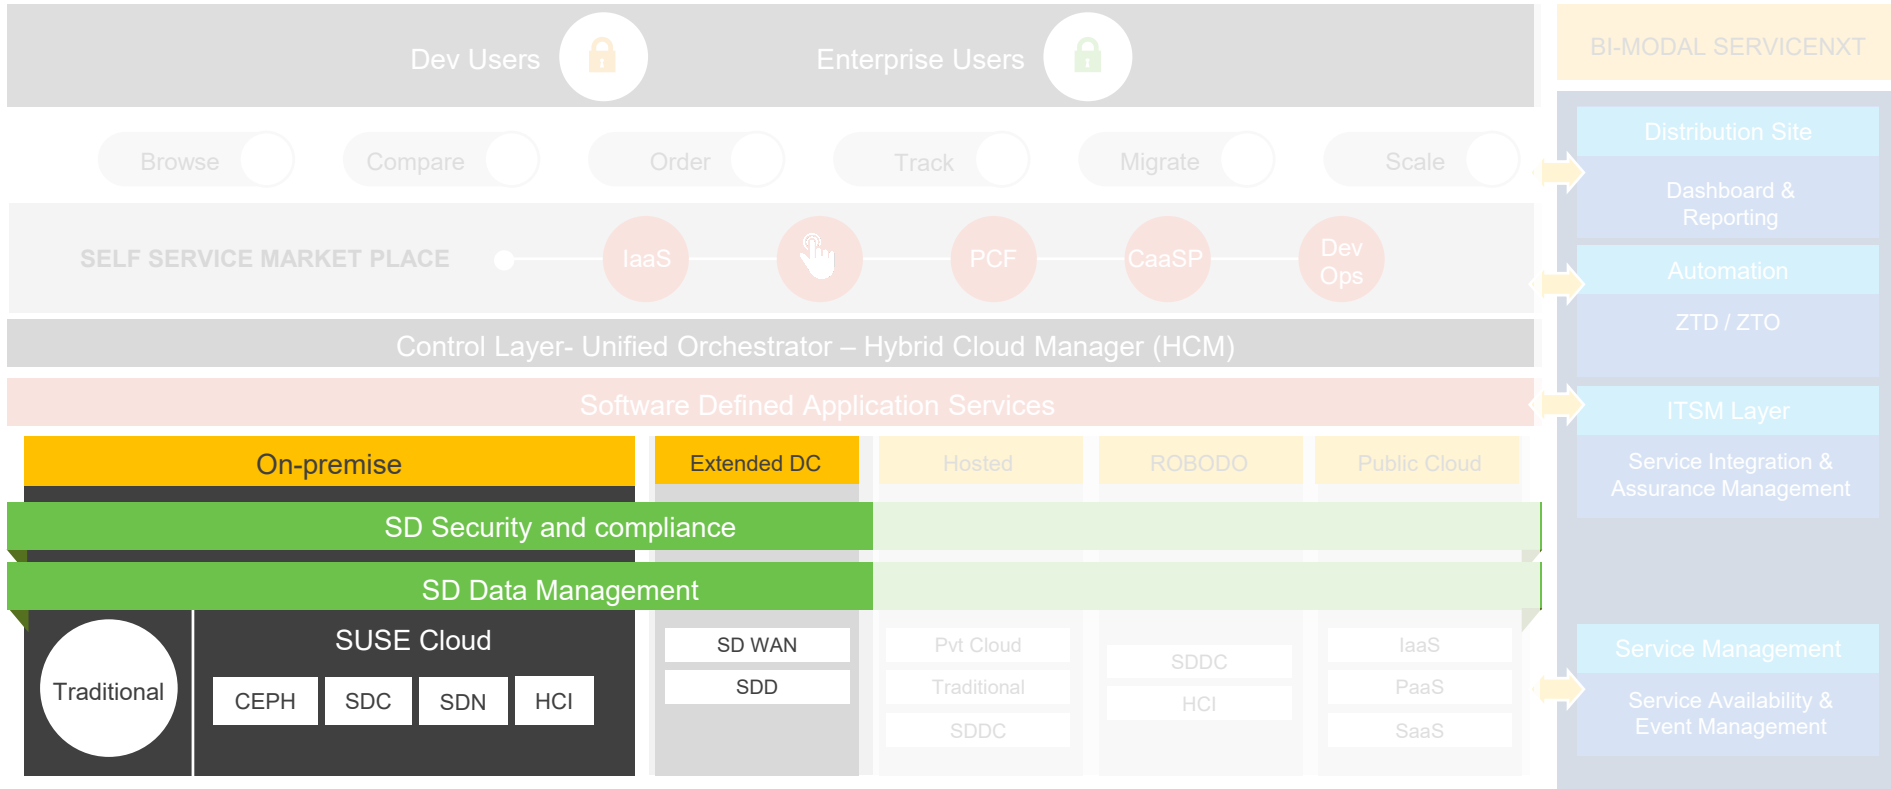 Dev Users
Enterprise Users
BI-MODAL SERVICENXT
Browse
Compare
Order
Track
Migrate
Scale
Distribution Site
Dashboard &
Reporting
SELF SERVICE MARKET PLACE
IaaS
PCF
CaaSP
Dev
Ops
Automation
ZTD / ZTO
Control Layer- Unified Orchestrator – Hybrid Cloud Manager (HCM)
Software Defined Application Services
ITSM Layer
Service Integration &
Assurance Management
On-premise
Extended DC
Hosted
ROBODO
Public Cloud
SD Security and compliance
SD Data Management
Traditional
SUSE Cloud
CEPH
SDC
SDN
HCI
SD WAN
SDD
Pvt Cloud
Traditional
SDDC
SDDC
HCI
IaaS
PaaS
SaaS
Service Management
Service Availability &
Event Management